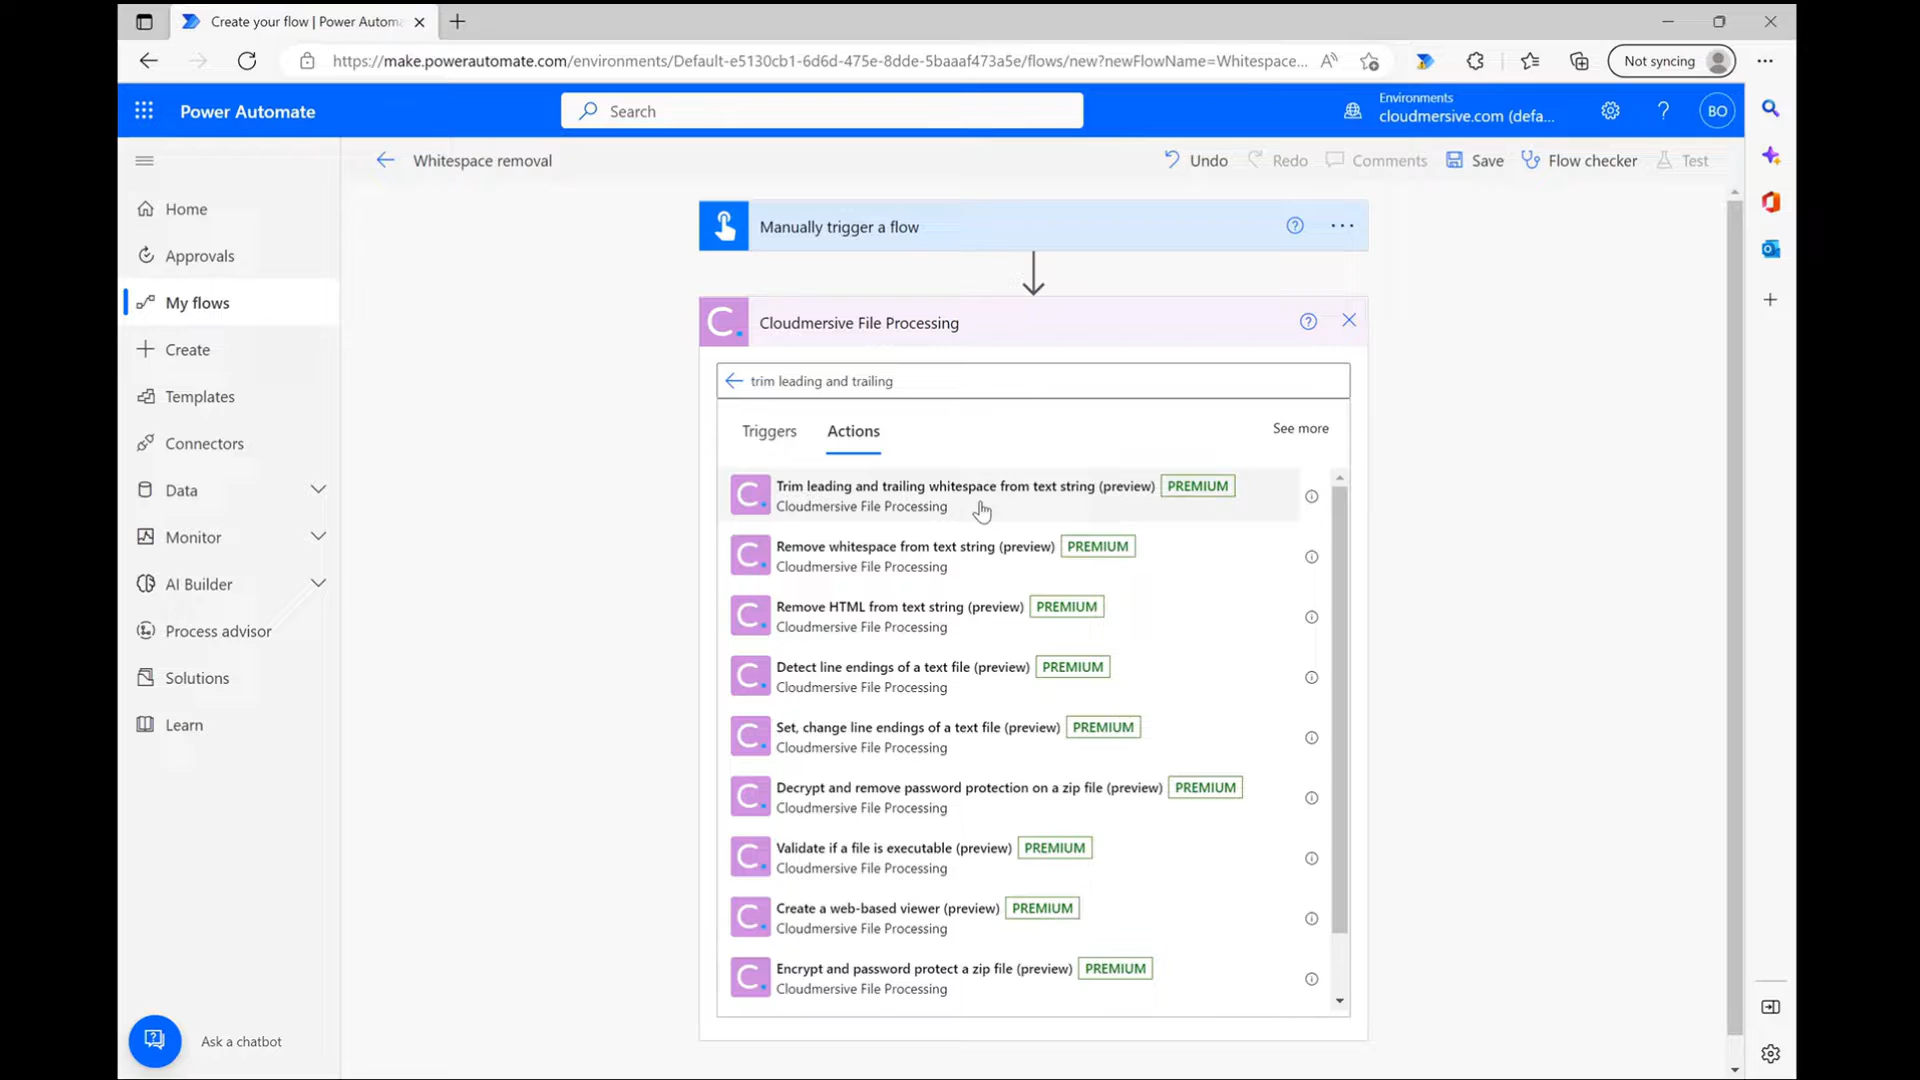 Create your flow | Power Automa
https://make.powerautomate.com/environments/Default-e5130cb1-6d6d-475e-8dde-5baaaf473a5e/flows/new?newFlowName=Whitespace...
Not syncing
Power Automate
Search
Environments
cloudmersive.com (defa...
BO
Whitespace removal
Undo
Redo
Comments
Save
Flow checker
Test
Home
Approvals
My flows
Create
Templates
Connectors
Data
Monitor
AI Builder
Process advisor
Solutions
Learn
Ask a chatbot
Manually trigger a flow
Cloudmersive File Processing
trim leading and trailing
Triggers
Actions
See more
Trim leading and trailing whitespace from text string (preview) PREMIUM
Cloudmersive File Processing
Remove whitespace from text string (preview) PREMIUM
Cloudmersive File Processing
Remove HTML from text string (preview) PREMIUM
Cloudmersive File Processing
Detect line endings of a text file (preview) PREMIUM
Cloudmersive File Processing
Set, change line endings of a text file (preview) PREMIUM
Cloudmersive File Processing
Decrypt and remove password protection on a zip file (preview) PREMIUM
Cloudmersive File Processing
Validate if a file is executable (preview) PREMIUM
Cloudmersive File Processing
Create a web-based viewer (preview) PREMIUM
Cloudmersive File Processing
Encrypt and password protect a zip file (preview) PREMIUM
Cloudmersive File Processing